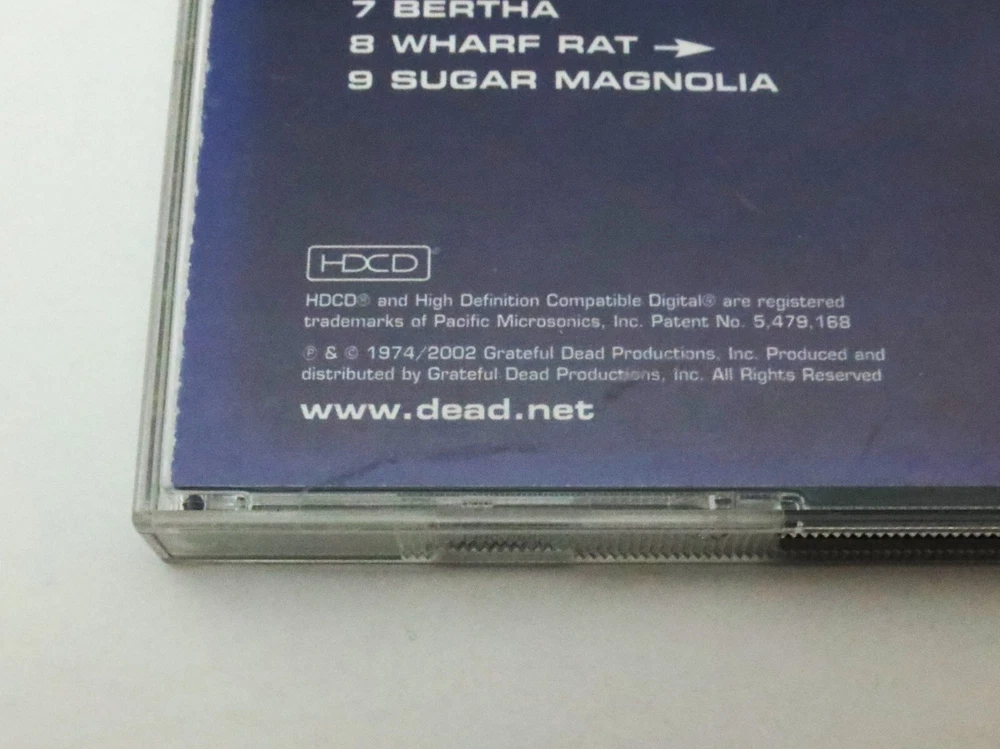 7 BERTHA
8 WHARF RAT →
9 SUGAR MAGNOLIA
HDCD
HDCD® and High Definition Compatible Digital® are registered
trademarks of Pacific Microsonics, Inc. Patent No. 5,479,168
℗ & © 1974/2002 Grateful Dead Productions, Inc. Produced and
distributed by Grateful Dead Productions, Inc. All Rights Reserved
www.dead.net